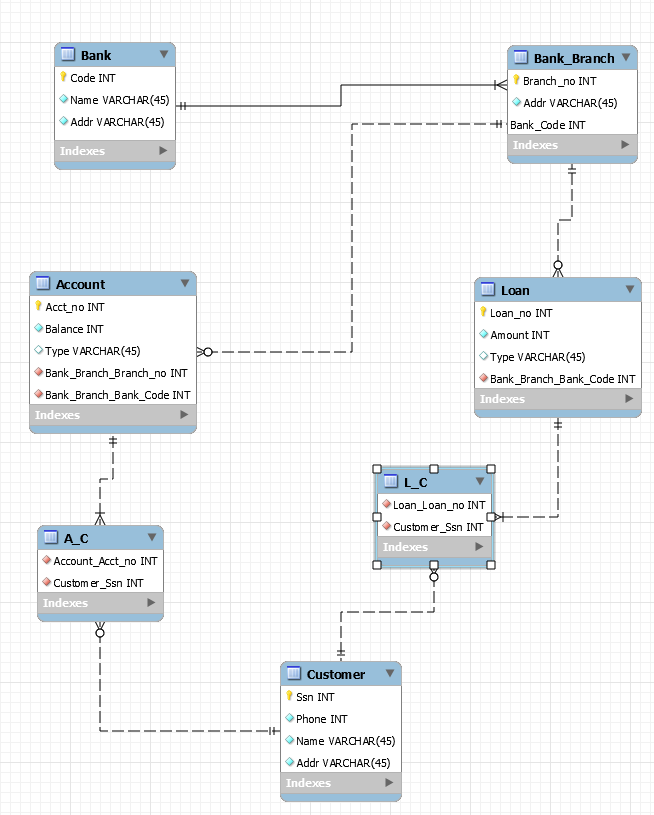 Bank
Code INT
Name VARCHAR(45)
Addr VARCHAR(45)
Indexes
Bank_Branch
Branch_no INT
Addr VARCHAR(45)
Bank_Code INT
Indexes
Account
Acct_no INT
Balance INT
Type VARCHAR(45)
Bank_Branch_Branch_no INT
Bank_Branch_Bank_Code INT
Indexes
Loan
Loan_no INT
Amount INT
Type VARCHAR(45)
Bank_Branch_Bank_Code INT
Indexes
L_C
Loan_Loan_no INT
Customer_Ssn INT
Indexes
A_C
Account_Acct_no INT
Customer_Ssn INT
Indexes
Customer
Ssn INT
Phone INT
Name VARCHAR(45)
Addr VARCHAR(45)
Indexes